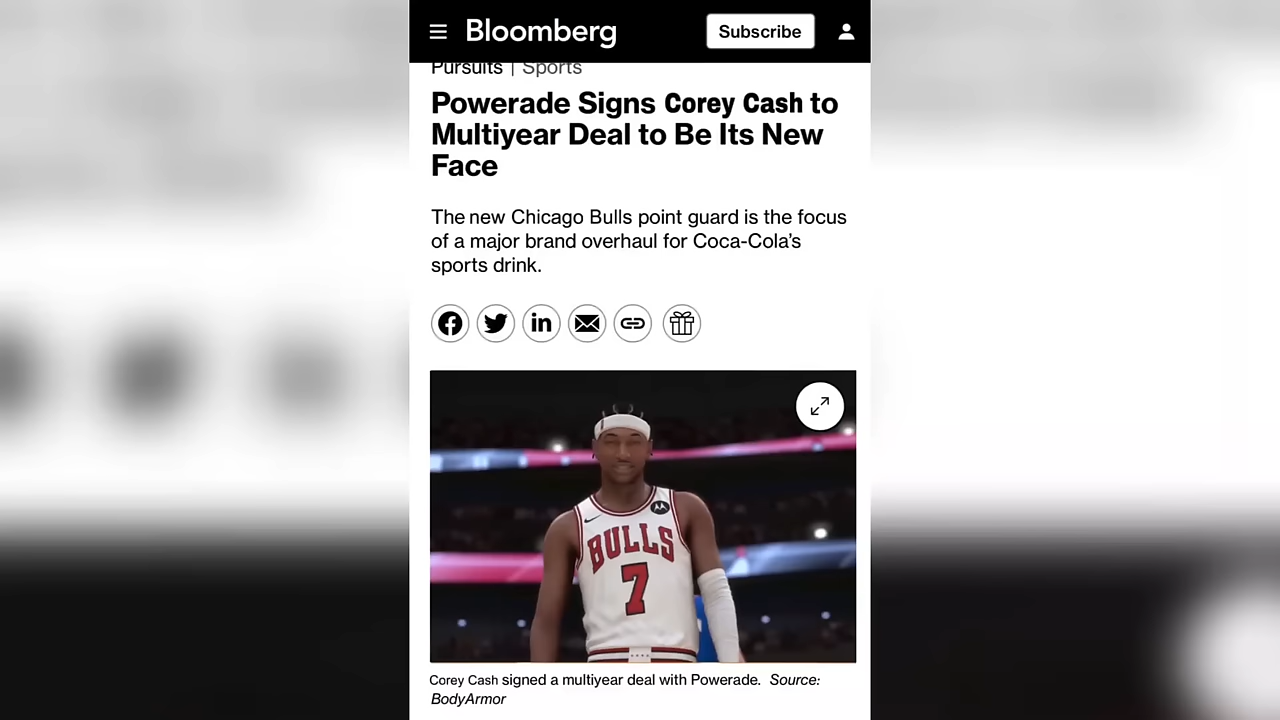 Bloomberg
Subscribe
Pursuits | Sports
Powerade Signs Corey Cash to
Multiyear Deal to Be Its New
Face
The new Chicago Bulls point guard is the focus
of a major brand overhaul for Coca-Cola's
sports drink.
in
BULLS
7
Corey Cash signed a multiyear deal with Powerade. Source:
BodyArmor